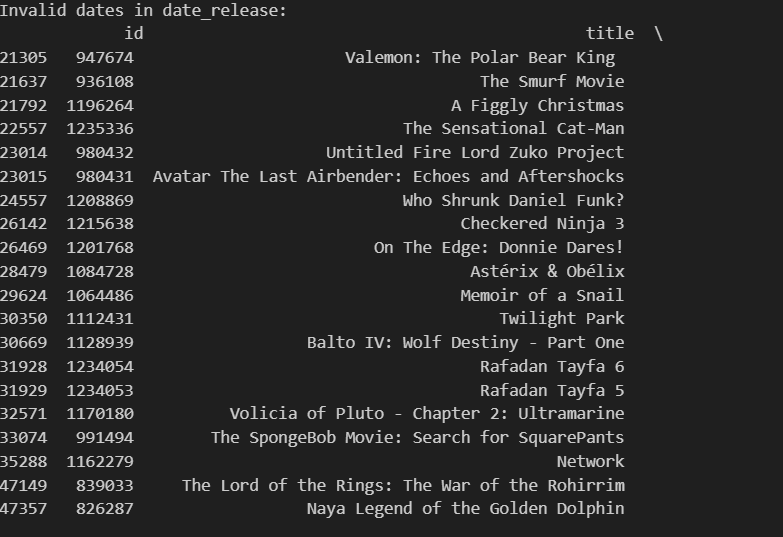 Invalid dates in date_release:
id title \
21305 947674 Valemon: The Polar Bear King
21637 936108 The Smurf Movie
21792 1196264 A Figgly Christmas
22557 1235336 The Sensational Cat-Man
23014 980432 Untitled Fire Lord Zuko Project
23015 980431 Avatar The Last Airbender: Echoes and Aftershocks
24557 1208869 Who Shrunk Daniel Funk?
26142 1215638 Checkered Ninja 3
26469 1201768 On The Edge: Donnie Dares!
28479 1084728 Astérix & Obélix
29624 1064486 Memoir of a Snail
30350 1112431 Twilight Park
30669 1128939 Balto IV: Wolf Destiny - Part One
31928 1234054 Rafadan Tayfa 6
31929 1234053 Rafadan Tayfa 5
32571 1170180 Volicia of Pluto - Chapter 2: Ultramarine
33074 991494 The SpongeBob Movie: Search for SquarePants
35288 1162279 Network
47149 839033 The Lord of the Rings: The War of the Rohirrim
47357 826287 Naya Legend of the Golden Dolphin